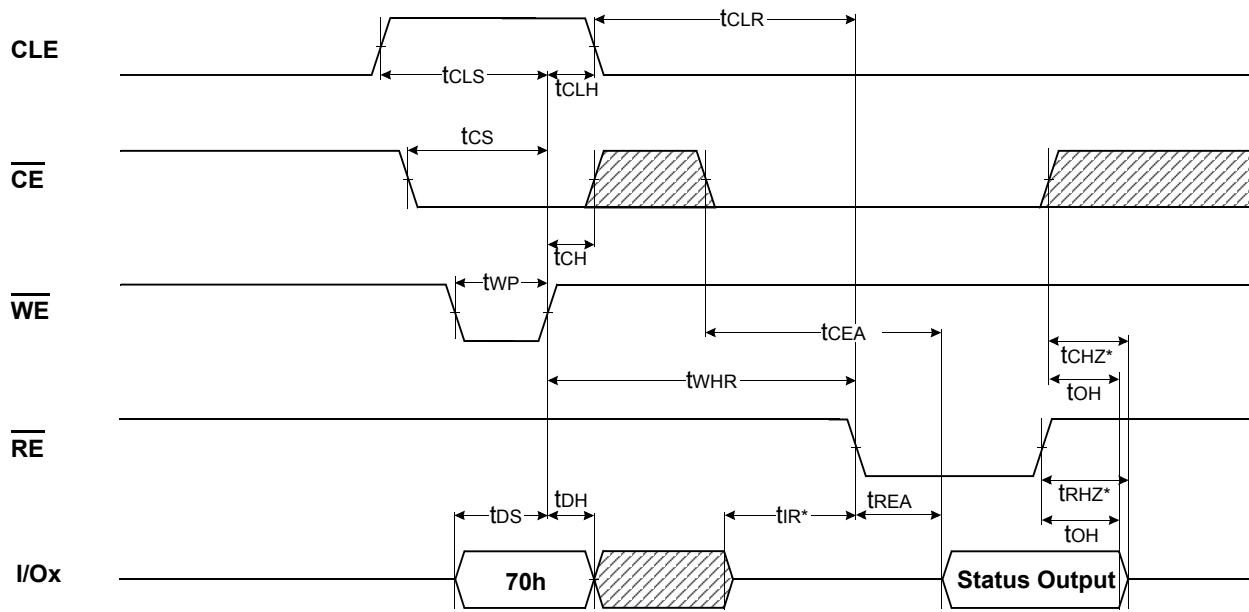 CLE
tCLR
tCLS
tCLH
CE
tCS
tCH
WE
tWP
tCEA
tCHZ*
tOH
tWHR
RE
tRHZ*
tOH
tDS
tDH
tIR*
tREA
I/Ox
70h
Status Output